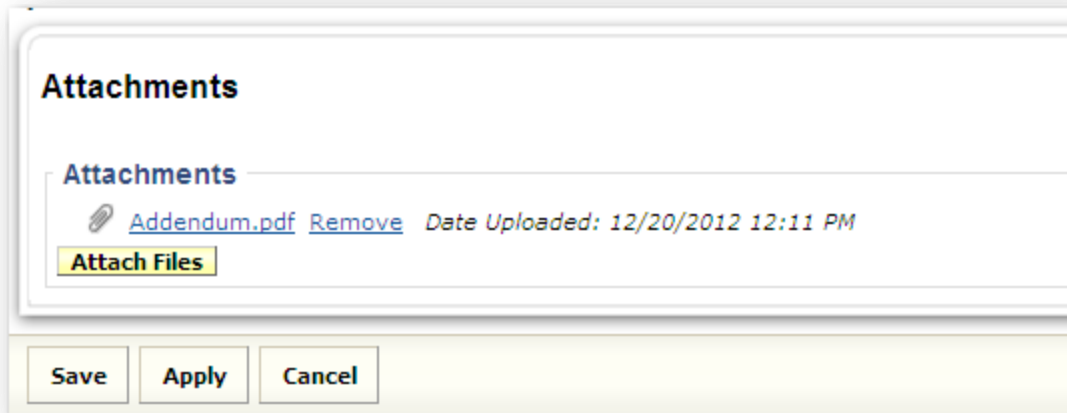 Attachments
Attachments
Addendum.pdf Remove Date Uploaded: 12/20/2012 12:11 PM
Attach Files
Save Apply Cancel